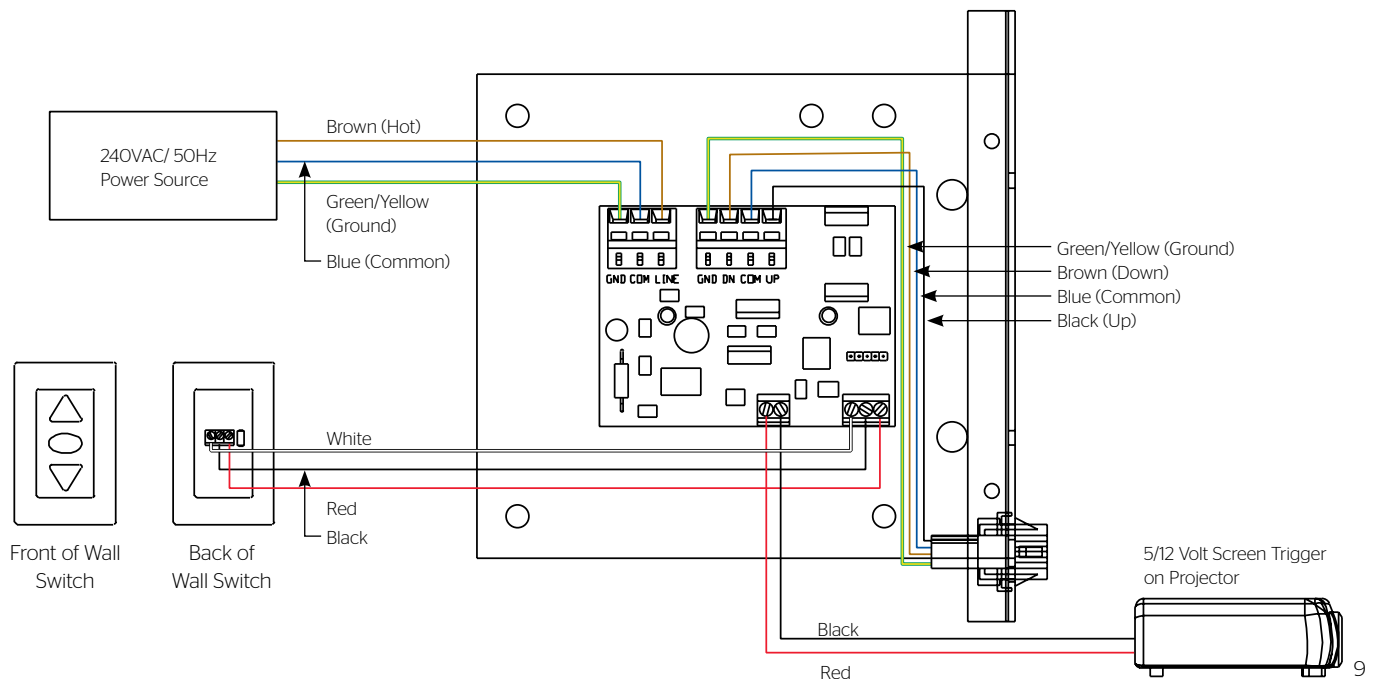 Brown (Hot)
240VAC/ 50Hz
Power Source
Green/Yellow
(Ground)
Blue (Common)
GND COM LINE
GND DN COM UP
Green/Yellow (Ground)
Brown (Down)
Blue (Common)
Black (Up)
White
Red
Black
Front of Wall
Switch
Back of
Wall Switch
5/12 Volt Screen Trigger
on Projector
Black
Red
9